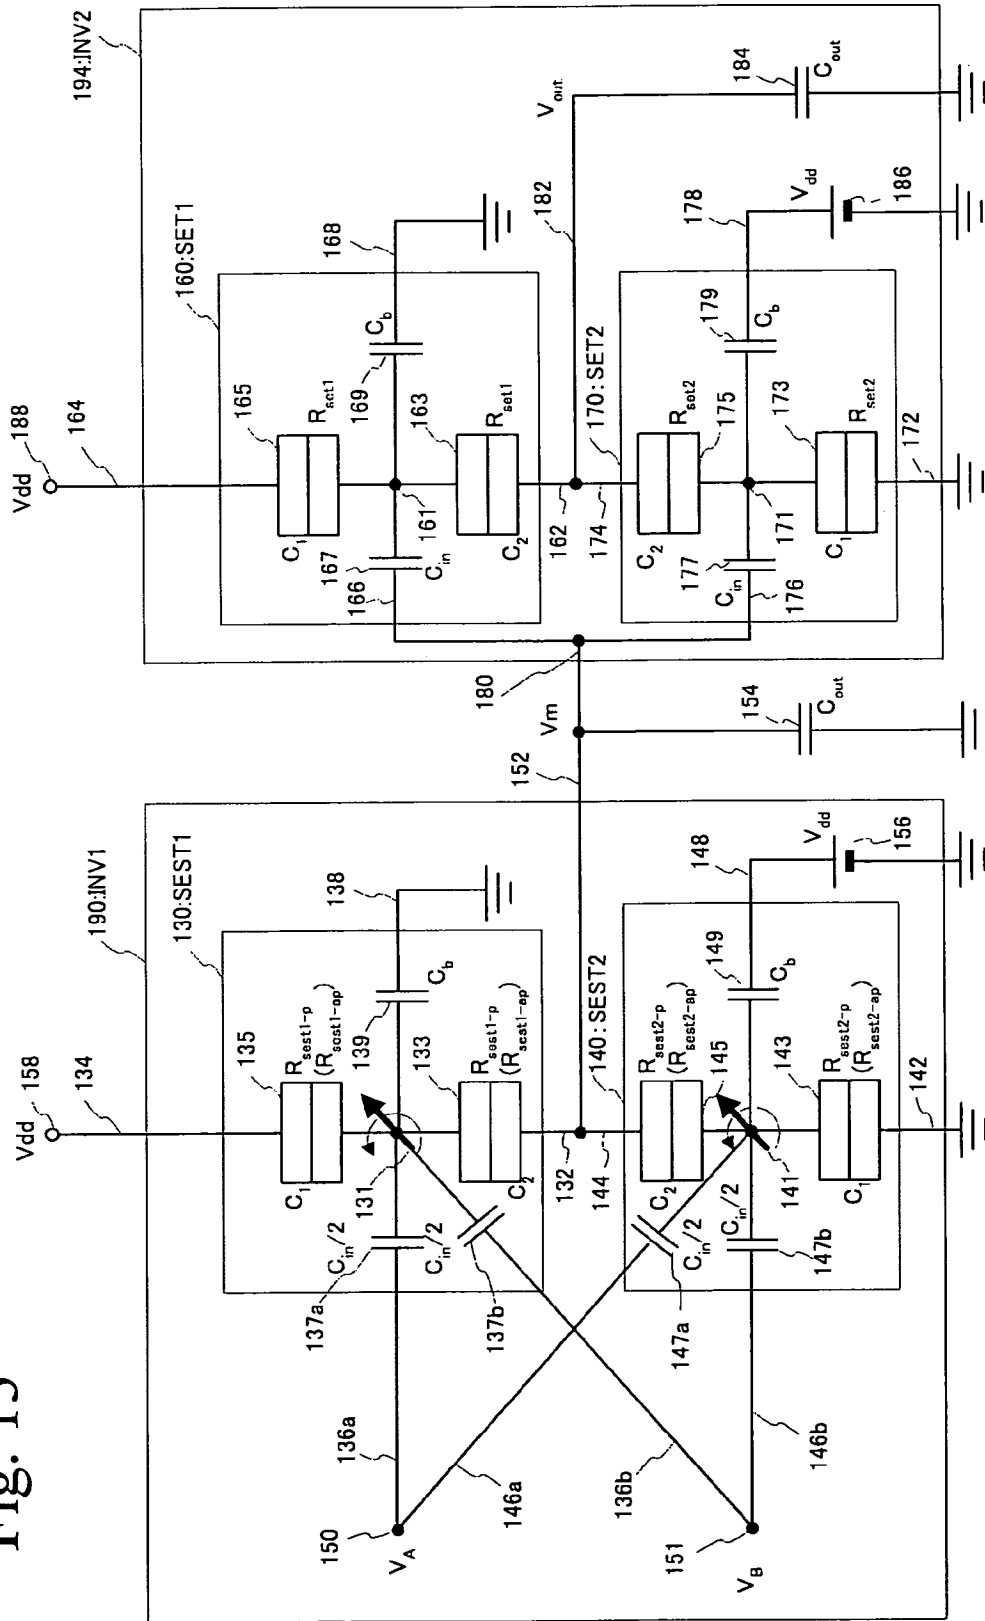 Fig. 15
190:INV1
Vdd
158
134
130:SEST1
135
C1
Rsest1-p
(Rsest1-ap)
131
Cin/2
137a
Cin/2
137b
139
Cb
138
133
C2
Rsest1-p
(Rsest1-ap)
136a
150
VA
146a
136b
151
VB
146b
132
144
152
140:SEST2
C2
Rsest2-p
(Rsest2-ap)
145
Cin/2
147a
Cin/2
147b
141
149
Cb
148
Vdd
156
143
C1
Rsest2-p
(Rsest2-ap)
142
Vm
180
154
Cout
194:INV2
Vdd
188
164
160:SET1
165
C1
Rset1
161
167
166
Cin
169
Cb
168
163
C2
Rset1
162
174
182
Vout
184
Cout
170:SET2
C2
Rset2
175
177
Cin
176
171
179
Cb
178
Vdd
186
173
C1
Rset2
172